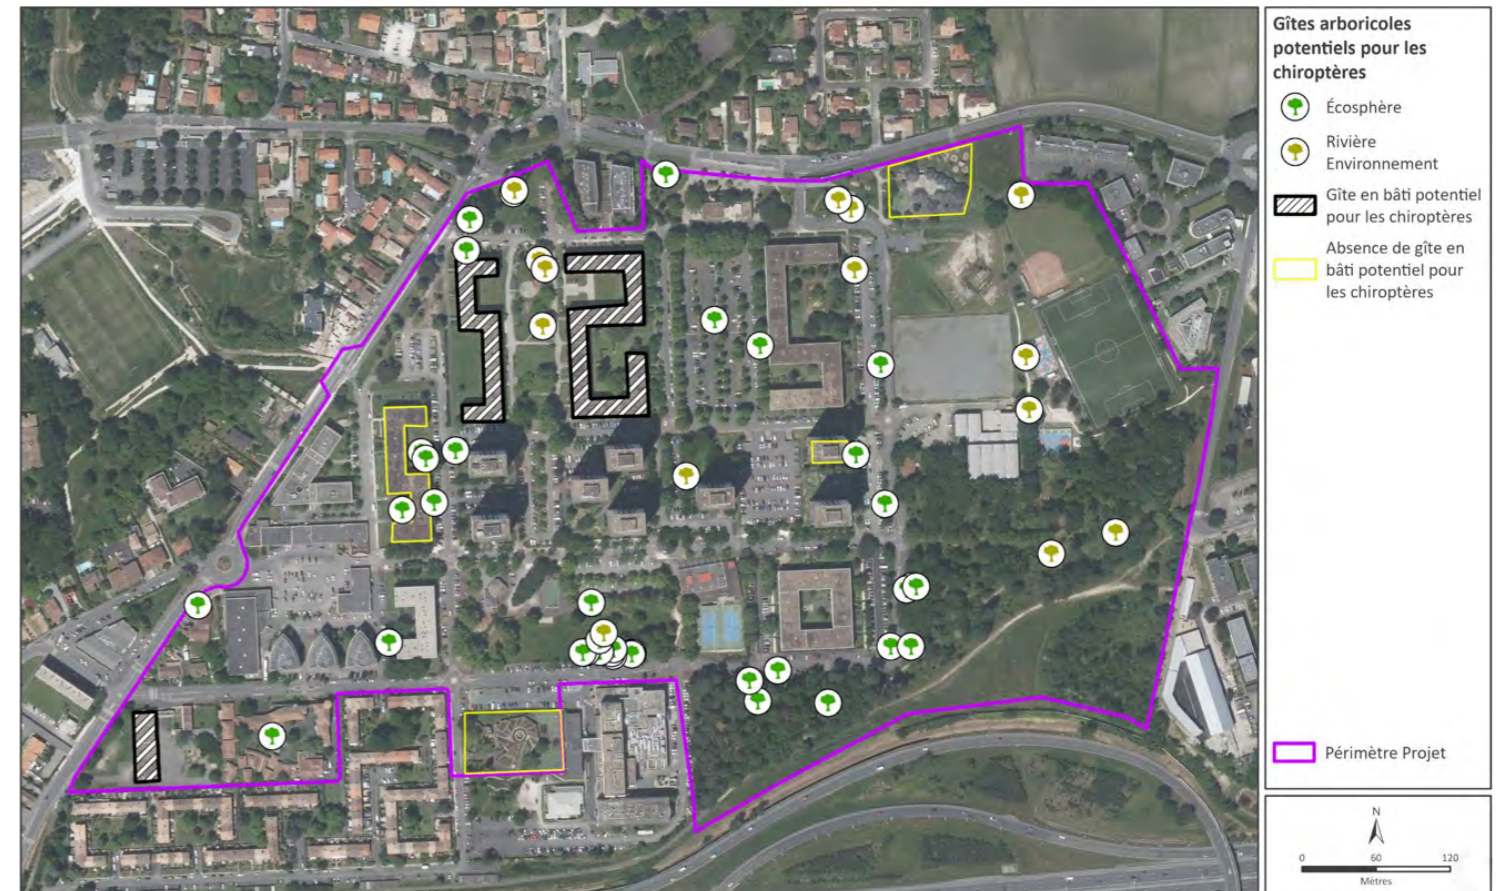 Gîtes arboricoles
potentiels pour les
chiroptères
Écosphère
Rivière
Environnement
Gîte en bâti potentiel
pour les chiroptères
Absence de gîte en
bâti potentiel pour
les chiroptères
Périmètre Projet
N
0 60 120
Mètres